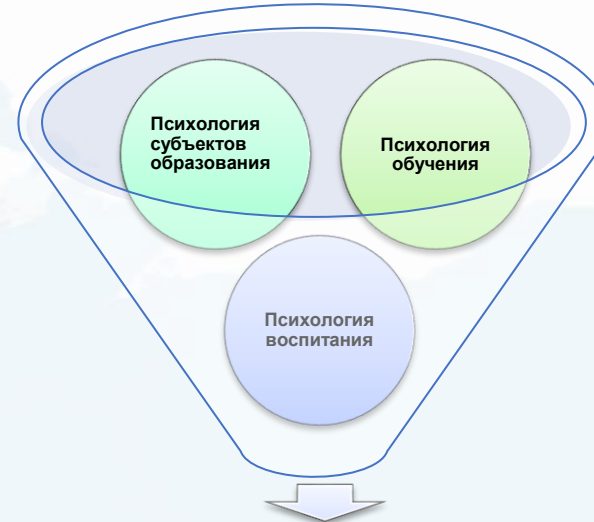 Психология
субъектов
образования
Психология
обучения
Психология
воспитания